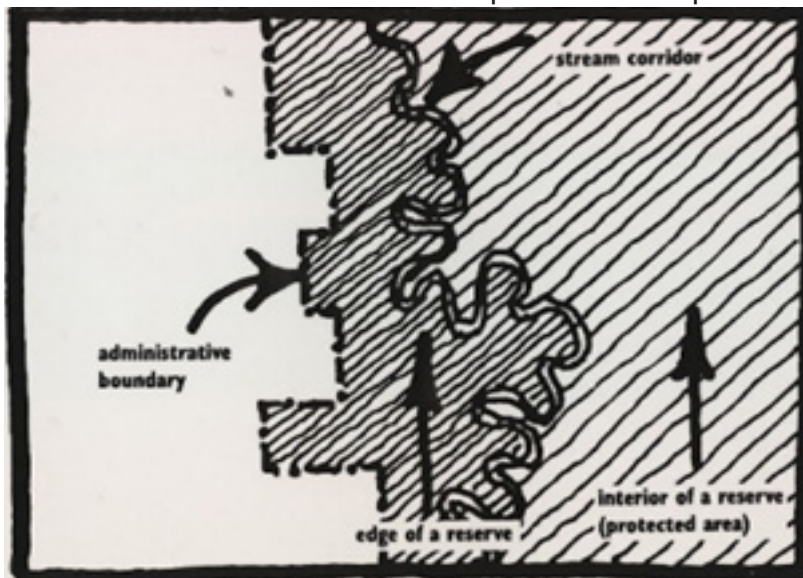 stream corridor
administrative
boundary
edge of a reserve
interior of a reserve
(protected area)